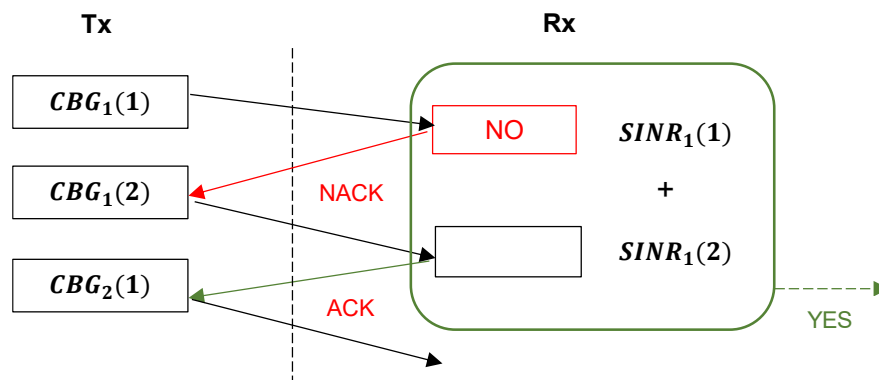 Tx
Rx
CBG₁(1)
NO
SINR₁(1)
CBG₁(2)
NACK
+
SINR₁(2)
CBG₂(1)
ACK
YES